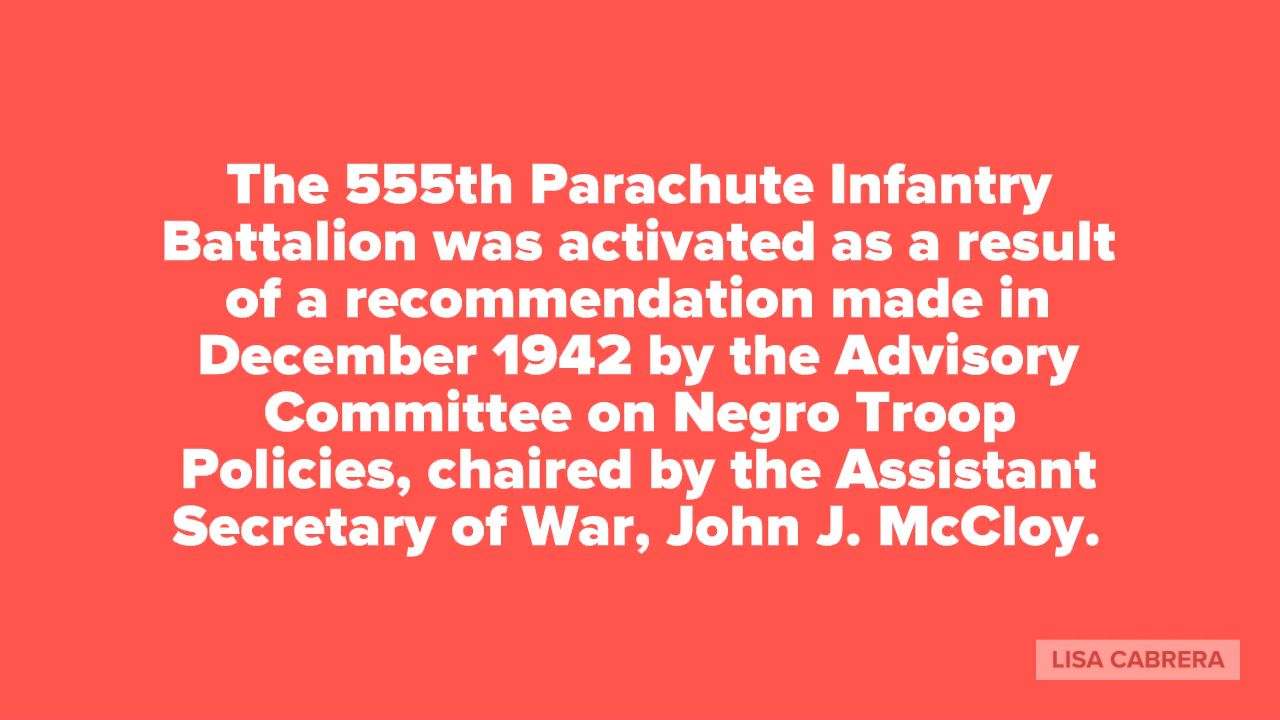 The 555th Parachute Infantry
Battalion was activated as a result
of a recommendation made in
December 1942 by the Advisory
Committee on Negro Troop
Policies, chaired by the Assistant
Secretary of War, John J. McCloy.
LISA CABRERA